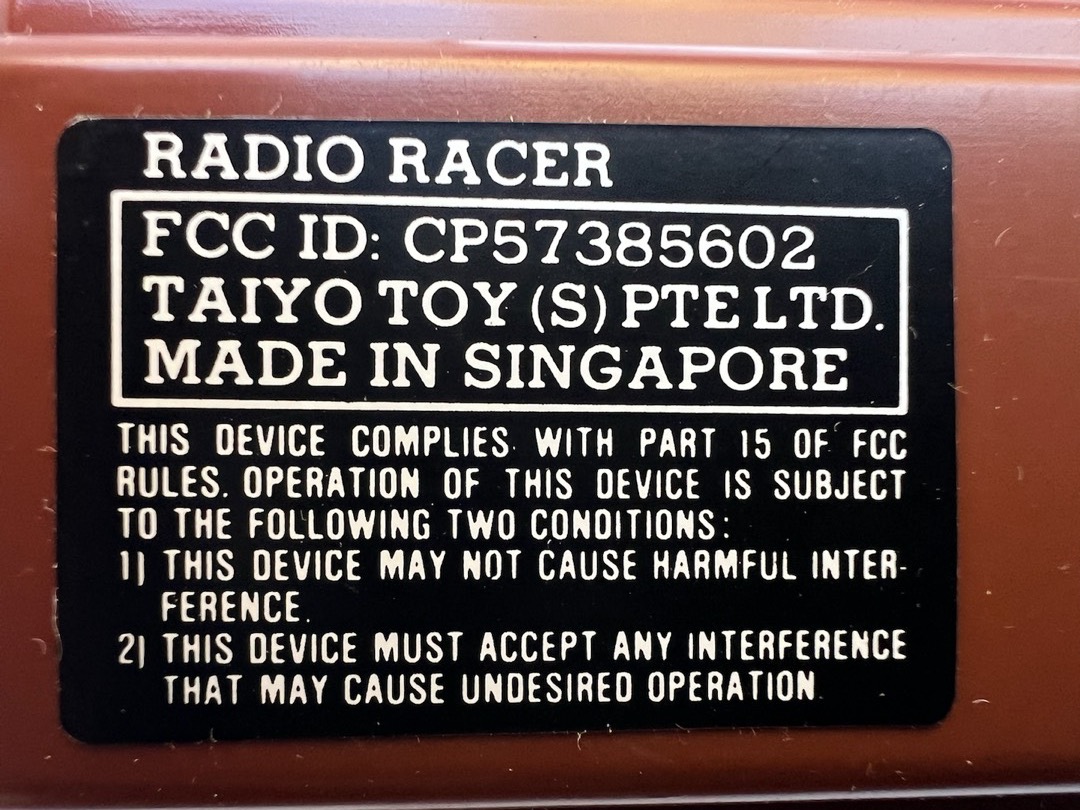 RADIO RACER
FCC ID: CP57385602
TAIYO TOY (S) PTE LTD.
MADE IN SINGAPORE
THIS DEVICE COMPLIES WITH PART 15 OF FCC
RULES. OPERATION OF THIS DEVICE IS SUBJECT
TO THE FOLLOWING TWO CONDITIONS:
1) THIS DEVICE MAY NOT CAUSE HARMFUL INTER-
FERENCE.
2) THIS DEVICE MUST ACCEPT ANY INTERFERENCE
THAT MAY CAUSE UNDESIRED OPERATION.